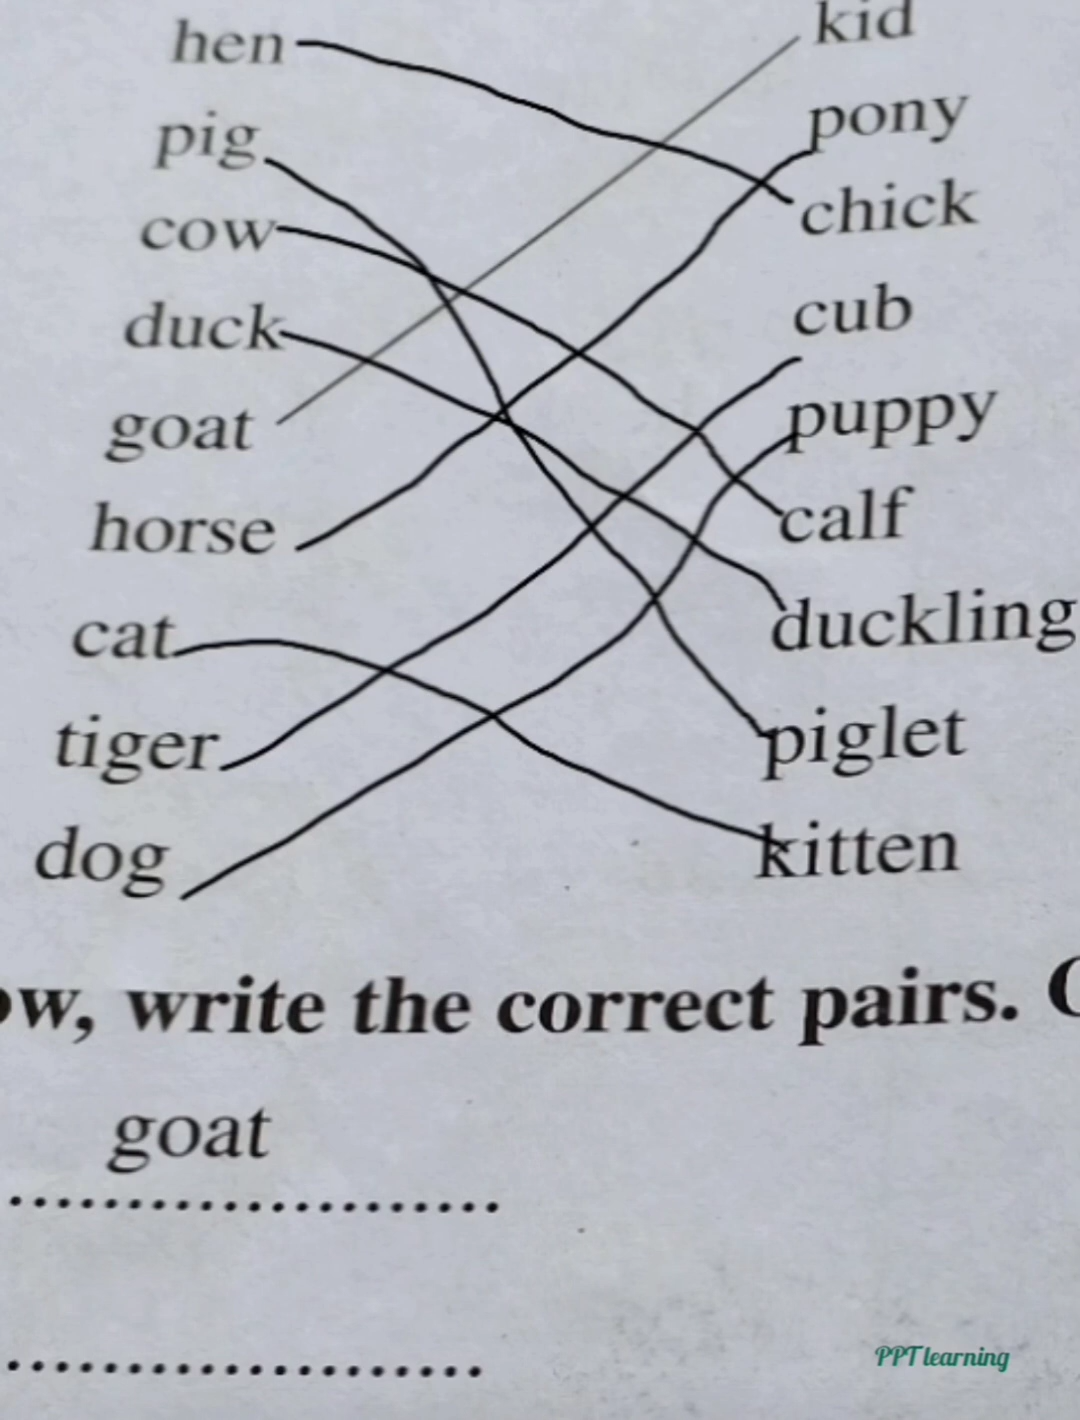 hen kid
pig pony
cow chick
duck cub
goat puppy
horse calf
cat duckling
tiger piglet
dog kitten
ow, write the correct pairs.
goat
PPT learning